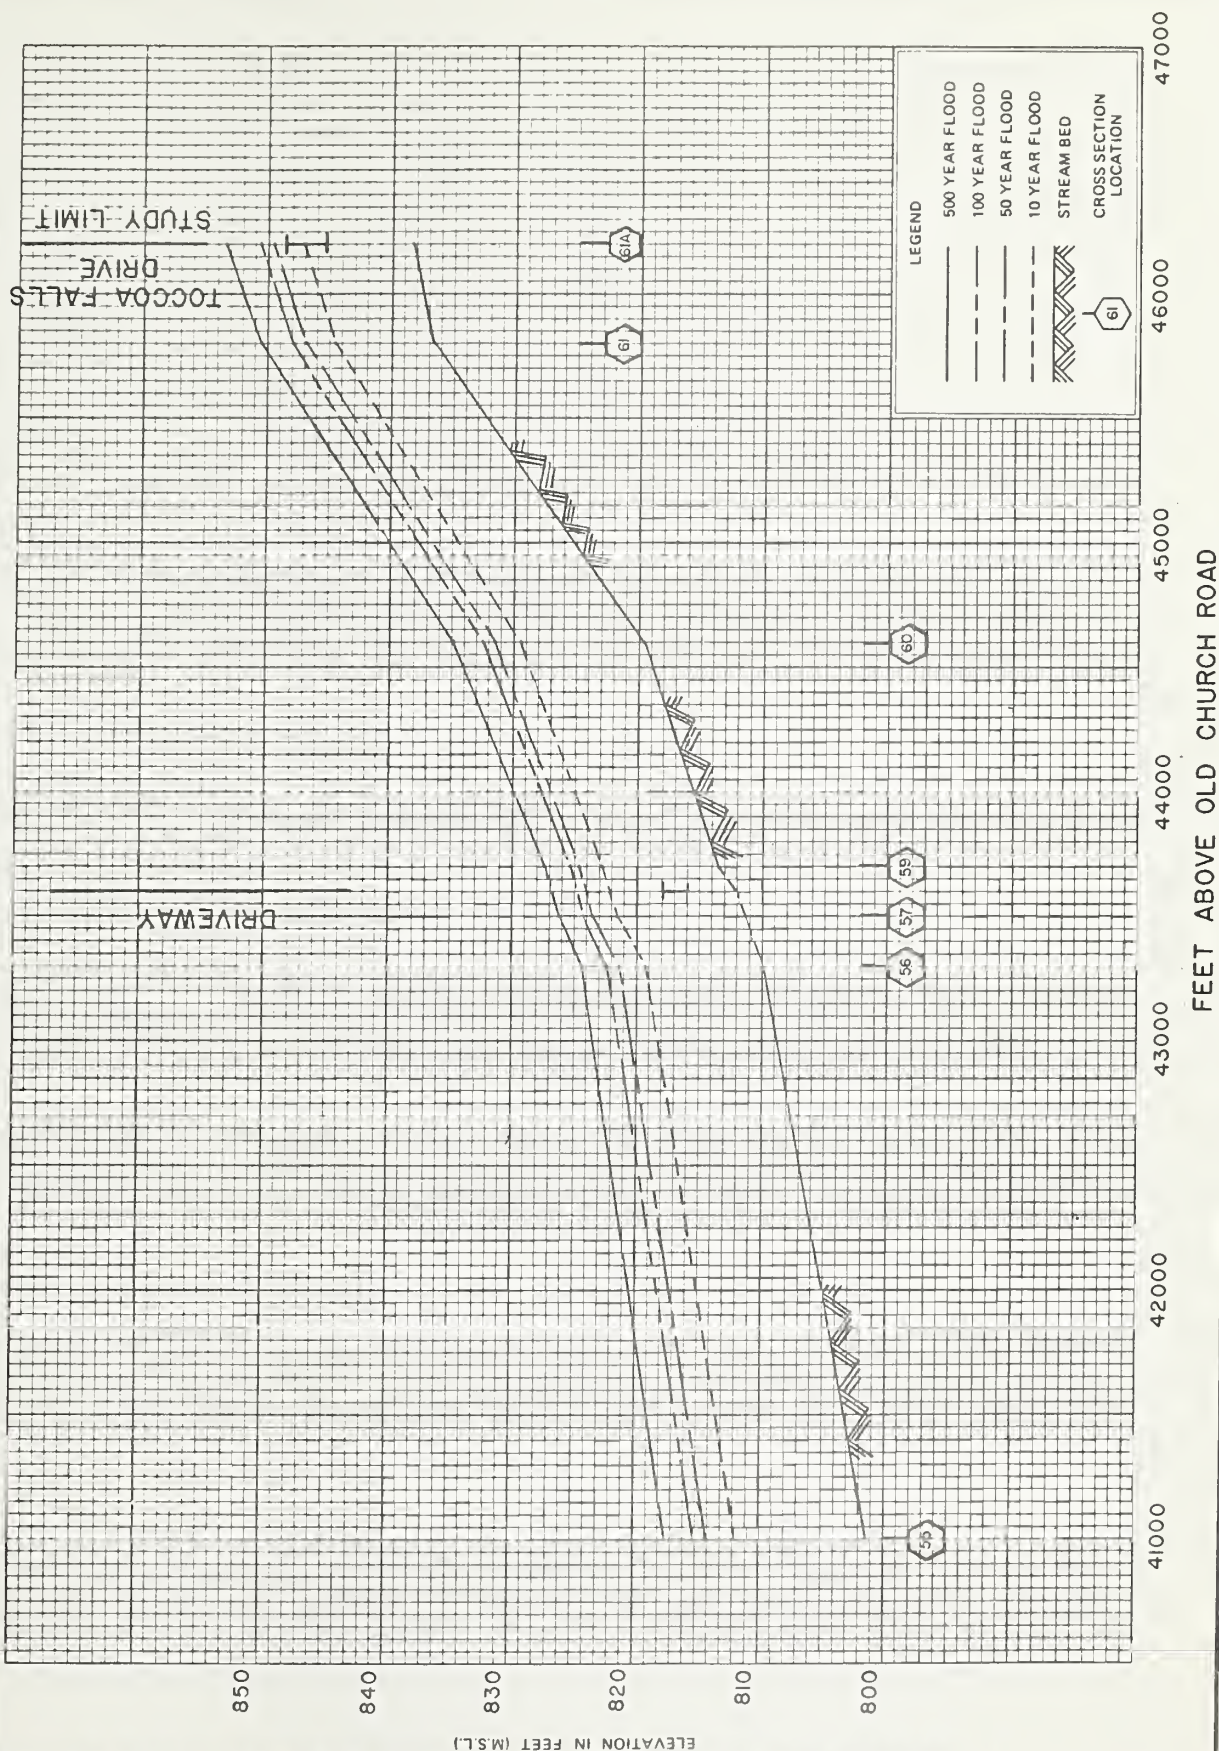 TOCCOA FALLS
DRIVE
STUDY LIMIT
DRIVEWAY
LEGEND
500 YEAR FLOOD
100 YEAR FLOOD
50 YEAR FLOOD
10 YEAR FLOOD
STREAM BED
CROSS SECTION
LOCATION
61
55
56
57
59
60
61
61A
850
840
830
820
810
800
ELEVATION IN FEET (M.S.L.)
41000
42000
43000
44000
45000
46000
47000
FEET ABOVE OLD CHURCH ROAD